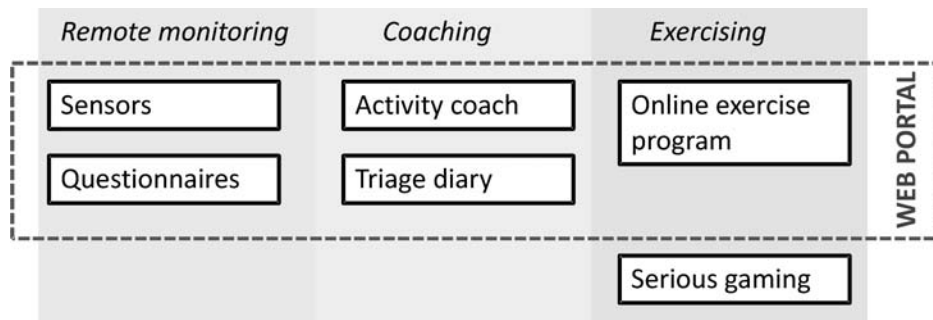 Remote monitoring
Coaching
Exercising
Sensors
Activity coach
Online exercise
program
Questionnaires
Triage diary
WEB PORTAL
Serious gaming